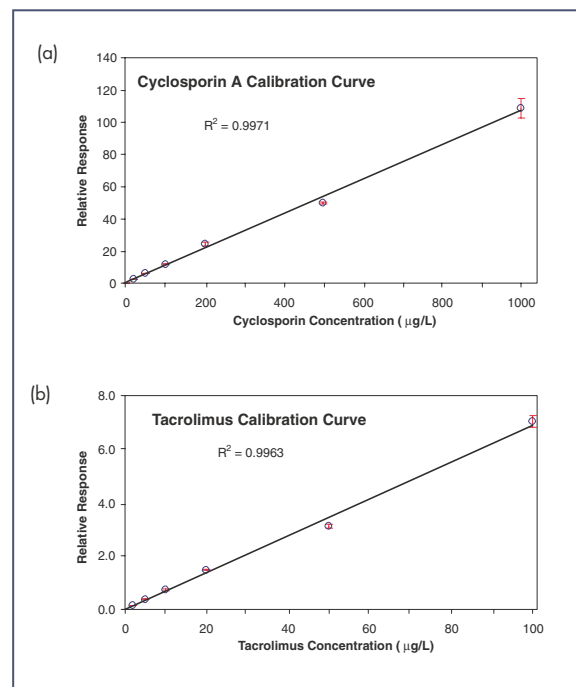 (a)
Cyclosporin A Calibration Curve
R² = 0.9971
Relative Response
140
120
100
80
60
40
20
0
0 200 400 600 800 1000
Cyclosporin Concentration ( µg/L)
(b)
Tacrolimus Calibration Curve
R² = 0.9963
Relative Response
8.0
6.0
4.0
2.0
0.0
0 20 40 60 80 100
Tacrolimus Concentration ( µg/L)